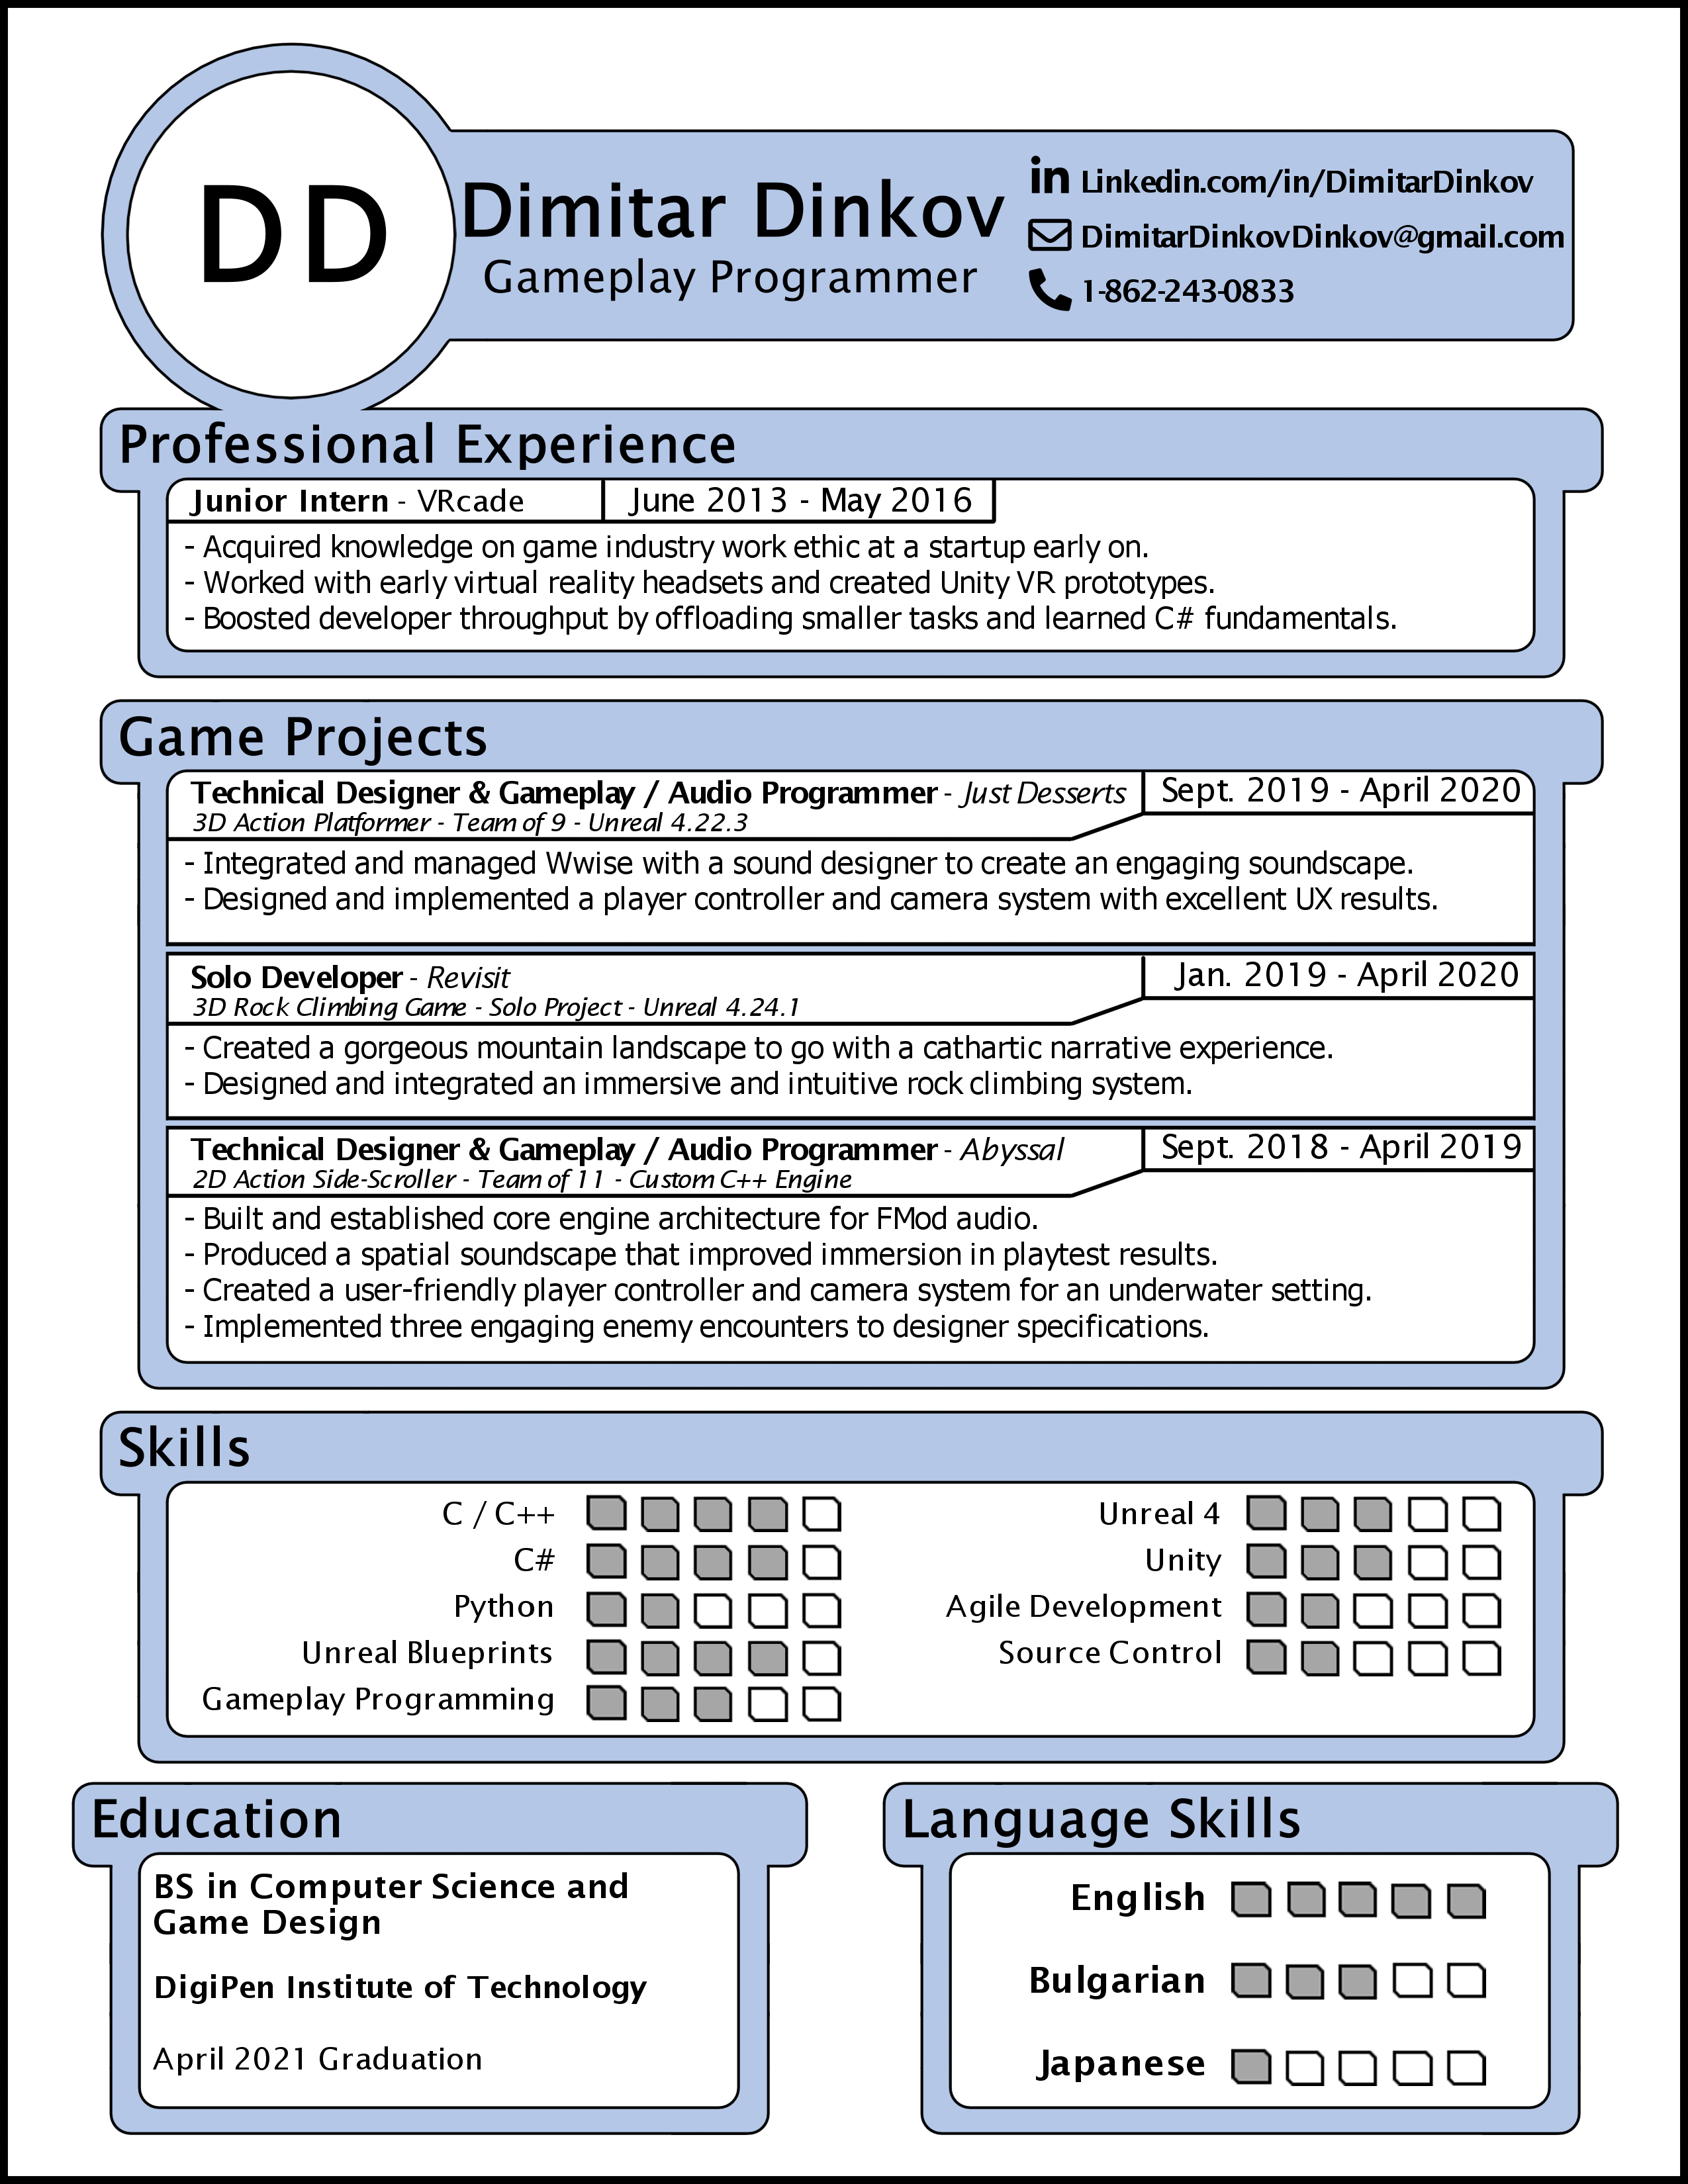 DD
Dimitar Dinkov
Gameplay Programmer
in Linkedin.com/in/DimitarDinkov
DimitarDinkovDinkov@gmail.com
1-862-243-0833
Professional Experience
Junior Intern - VRcade
June 2013 - May 2016
- Acquired knowledge on game industry work ethic at a startup early on.
- Worked with early virtual reality headsets and created Unity VR prototypes.
- Boosted developer throughput by offloading smaller tasks and learned C# fundamentals.
Game Projects
Technical Designer & Gameplay / Audio Programmer - Just Desserts
Sept. 2019 - April 2020
3D Action Platformer - Team of 9 - Unreal 4.22.3
- Integrated and managed Wwise with a sound designer to create an engaging soundscape.
- Designed and implemented a player controller and camera system with excellent UX results.
Solo Developer - Revisit
Jan. 2019 - April 2020
3D Rock Climbing Game - Solo Project - Unreal 4.24.1
- Created a gorgeous mountain landscape to go with a cathartic narrative experience.
- Designed and integrated an immersive and intuitive rock climbing system.
Technical Designer & Gameplay / Audio Programmer - Abyssal
Sept. 2018 - April 2019
2D Action Side-Scroller - Team of 11 - Custom C++ Engine
- Built and established core engine architecture for FMod audio.
- Produced a spatial soundscape that improved immersion in playtest results.
- Created a user-friendly player controller and camera system for an underwater setting.
- Implemented three engaging enemy encounters to designer specifications.
Skills
C / C++
C#
Python
Unreal Blueprints
Gameplay Programming
Unreal 4
Unity
Agile Development
Source Control
Education
BS in Computer Science and
Game Design
DigiPen Institute of Technology
April 2021 Graduation
Language Skills
English
Bulgarian
Japanese